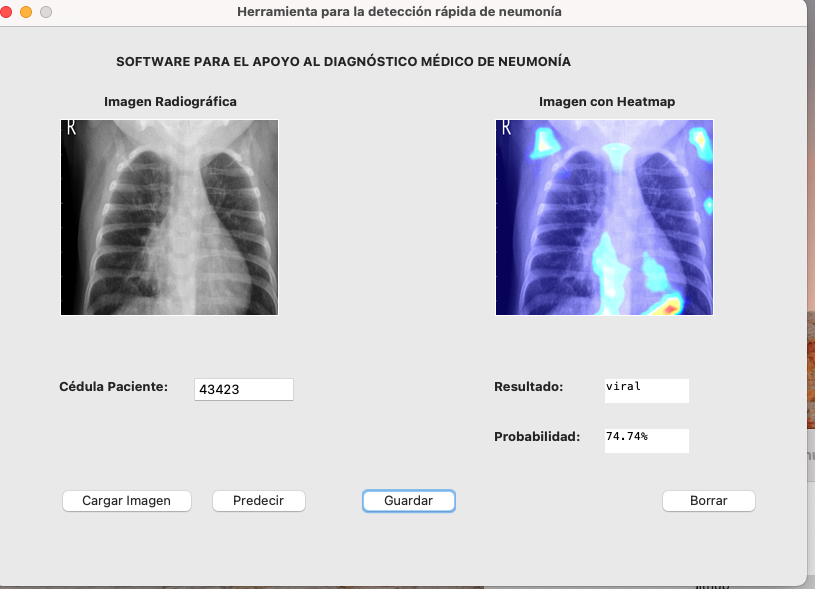 Herramienta para la detección rápida de neumonía
SOFTWARE PARA EL APOYO AL DIAGNÓSTICO MÉDICO DE NEUMONÍA
Imagen Radiográfica
Imagen con Heatmap
R
R
Cédula Paciente:
43423
Resultado:
viral
Probabilidad:
74.74%
Cargar Imagen
Predecir
Guardar
Borrar